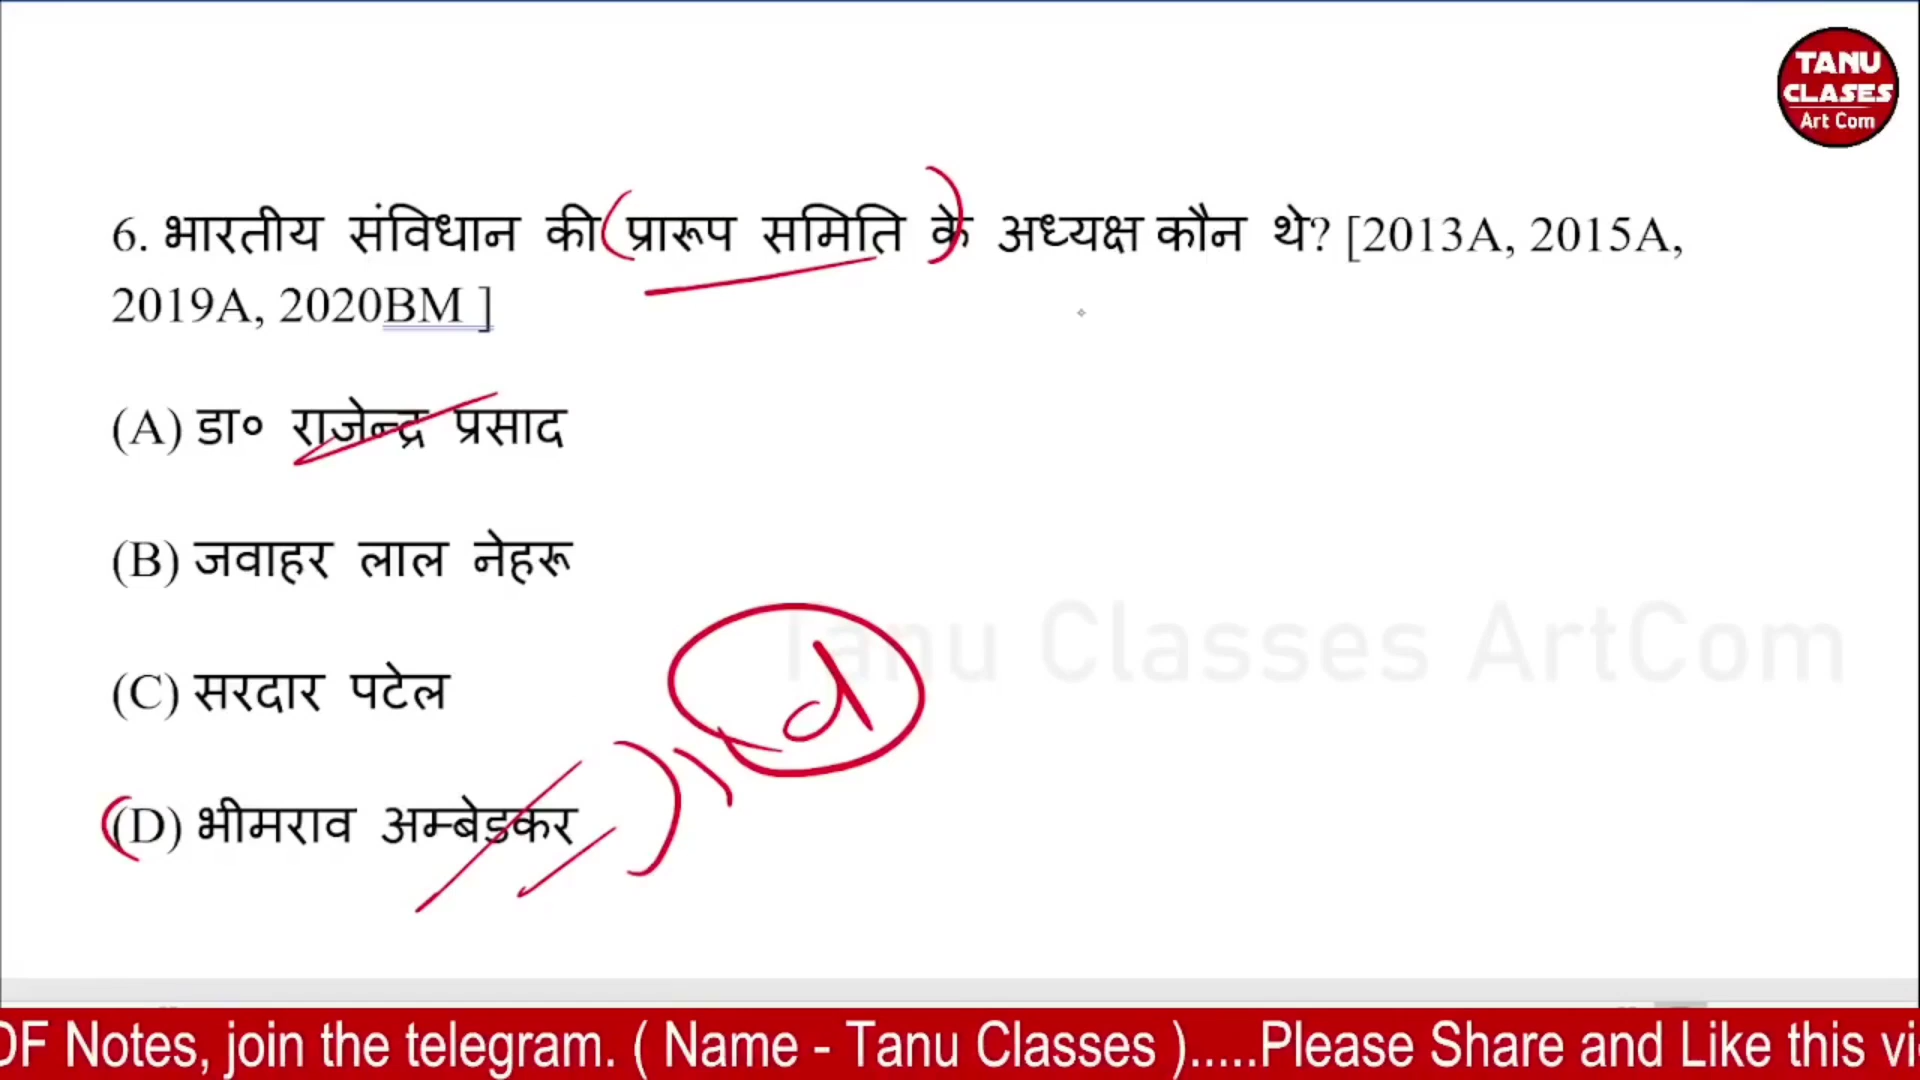 TANU
CLASES
Art Com
6. भारतीय संविधान की प्रारूप समिति के अध्यक्ष कौन थे? [2013A, 2015A,
2019A, 2020BM ]
(A) डा० राजेन्द्र प्रसाद
(B) जवाहर लाल नेहरू
(C) सरदार पटेल
d
(D) भीमराव अम्बेडकर
Tanu Classes ArtCom
DF Notes, join the telegram. ( Name - Tanu Classes ).....Please Share and Like this vi